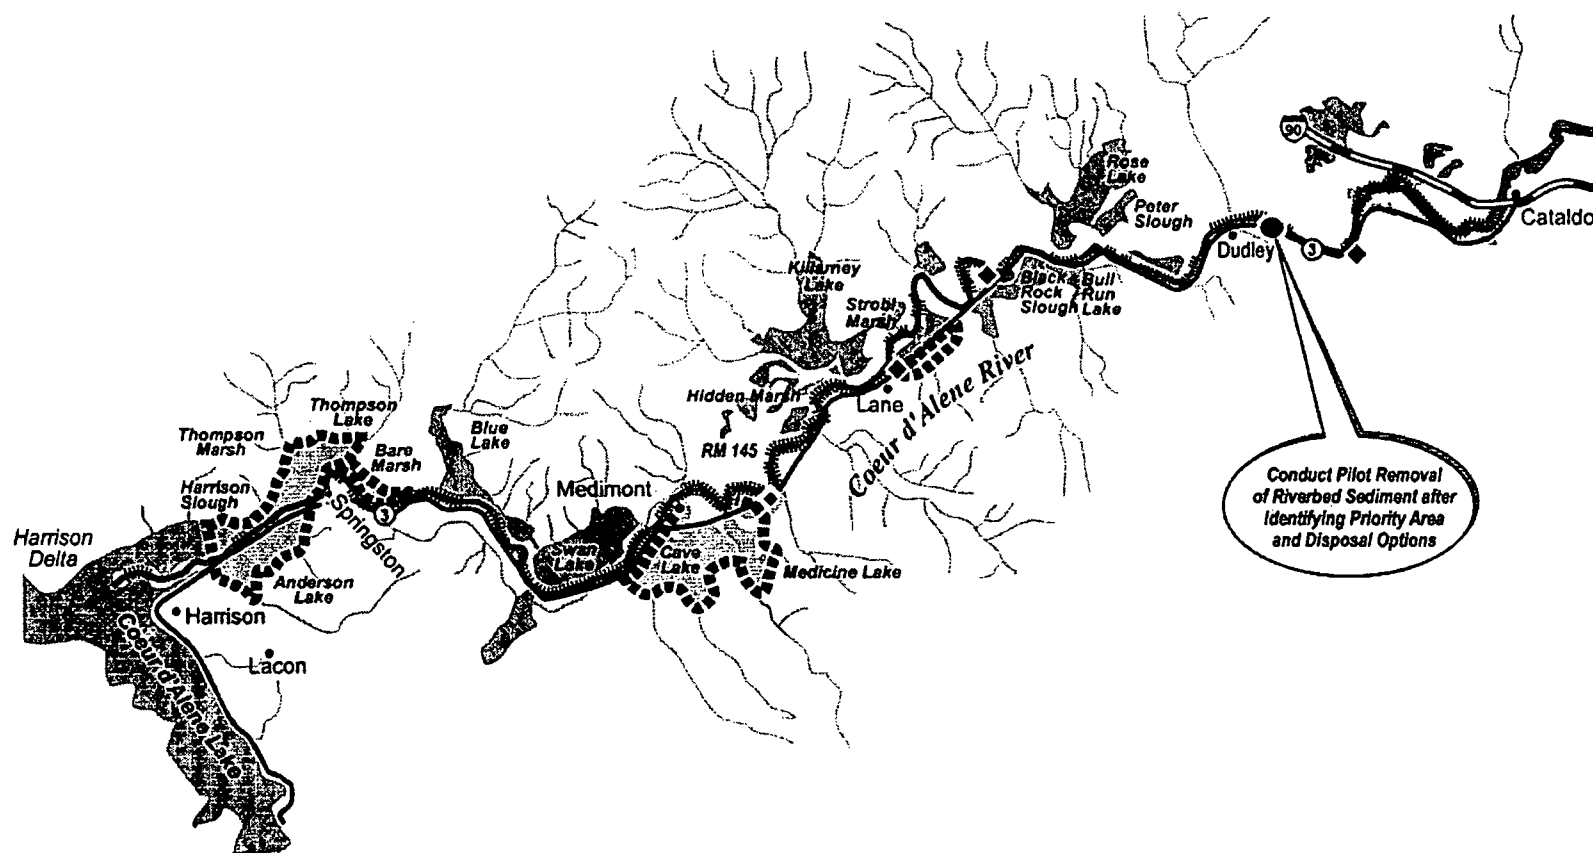 90
Cataldo
Rose
Lake
Peter
Slough
Dudley
3
Killarney
Lake
Strobl
Marsh
Black
Rock
Slough
Bull
Run
Lake
Hidden Marsh
Lane
Coeur d'Alene River
RM 145
Thompson
Lake
Thompson
Marsh
Bare
Marsh
Blue
Lake
Harrison
Slough
Springston
3
Medimont
Swan
Lake
Cave
Lake
Medicine Lake
Harrison
Delta
Anderson
Lake
Harrison
Lacon
Coeur d'Alene Lake
Conduct Pilot Removal
of Riverbed Sediment after
Identifying Priority Area
and Disposal Options